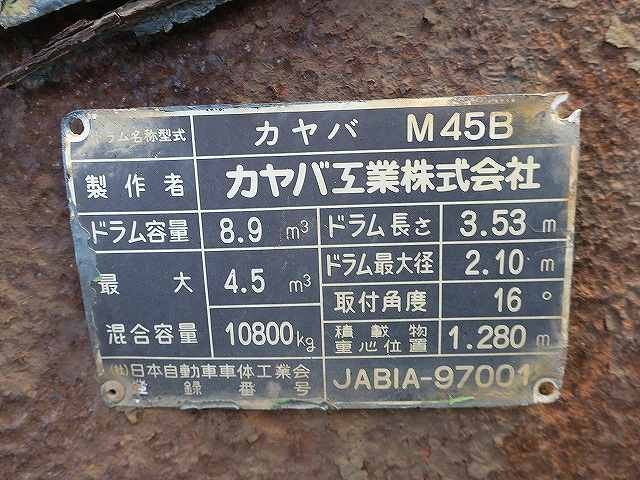 ドラム名称型式 カヤバ M45B
製作者 カヤバ工業株式会社
ドラム容量 8.9 m³ ドラム長さ 3.53 m
最大 4.5 m³ ドラム最大径 2.10 m
取付角度 16°
混合容量 10800kg 積載物重心位置 1.280 m
(社)日本自動車車体工業会
登録番号 JABIA-97001